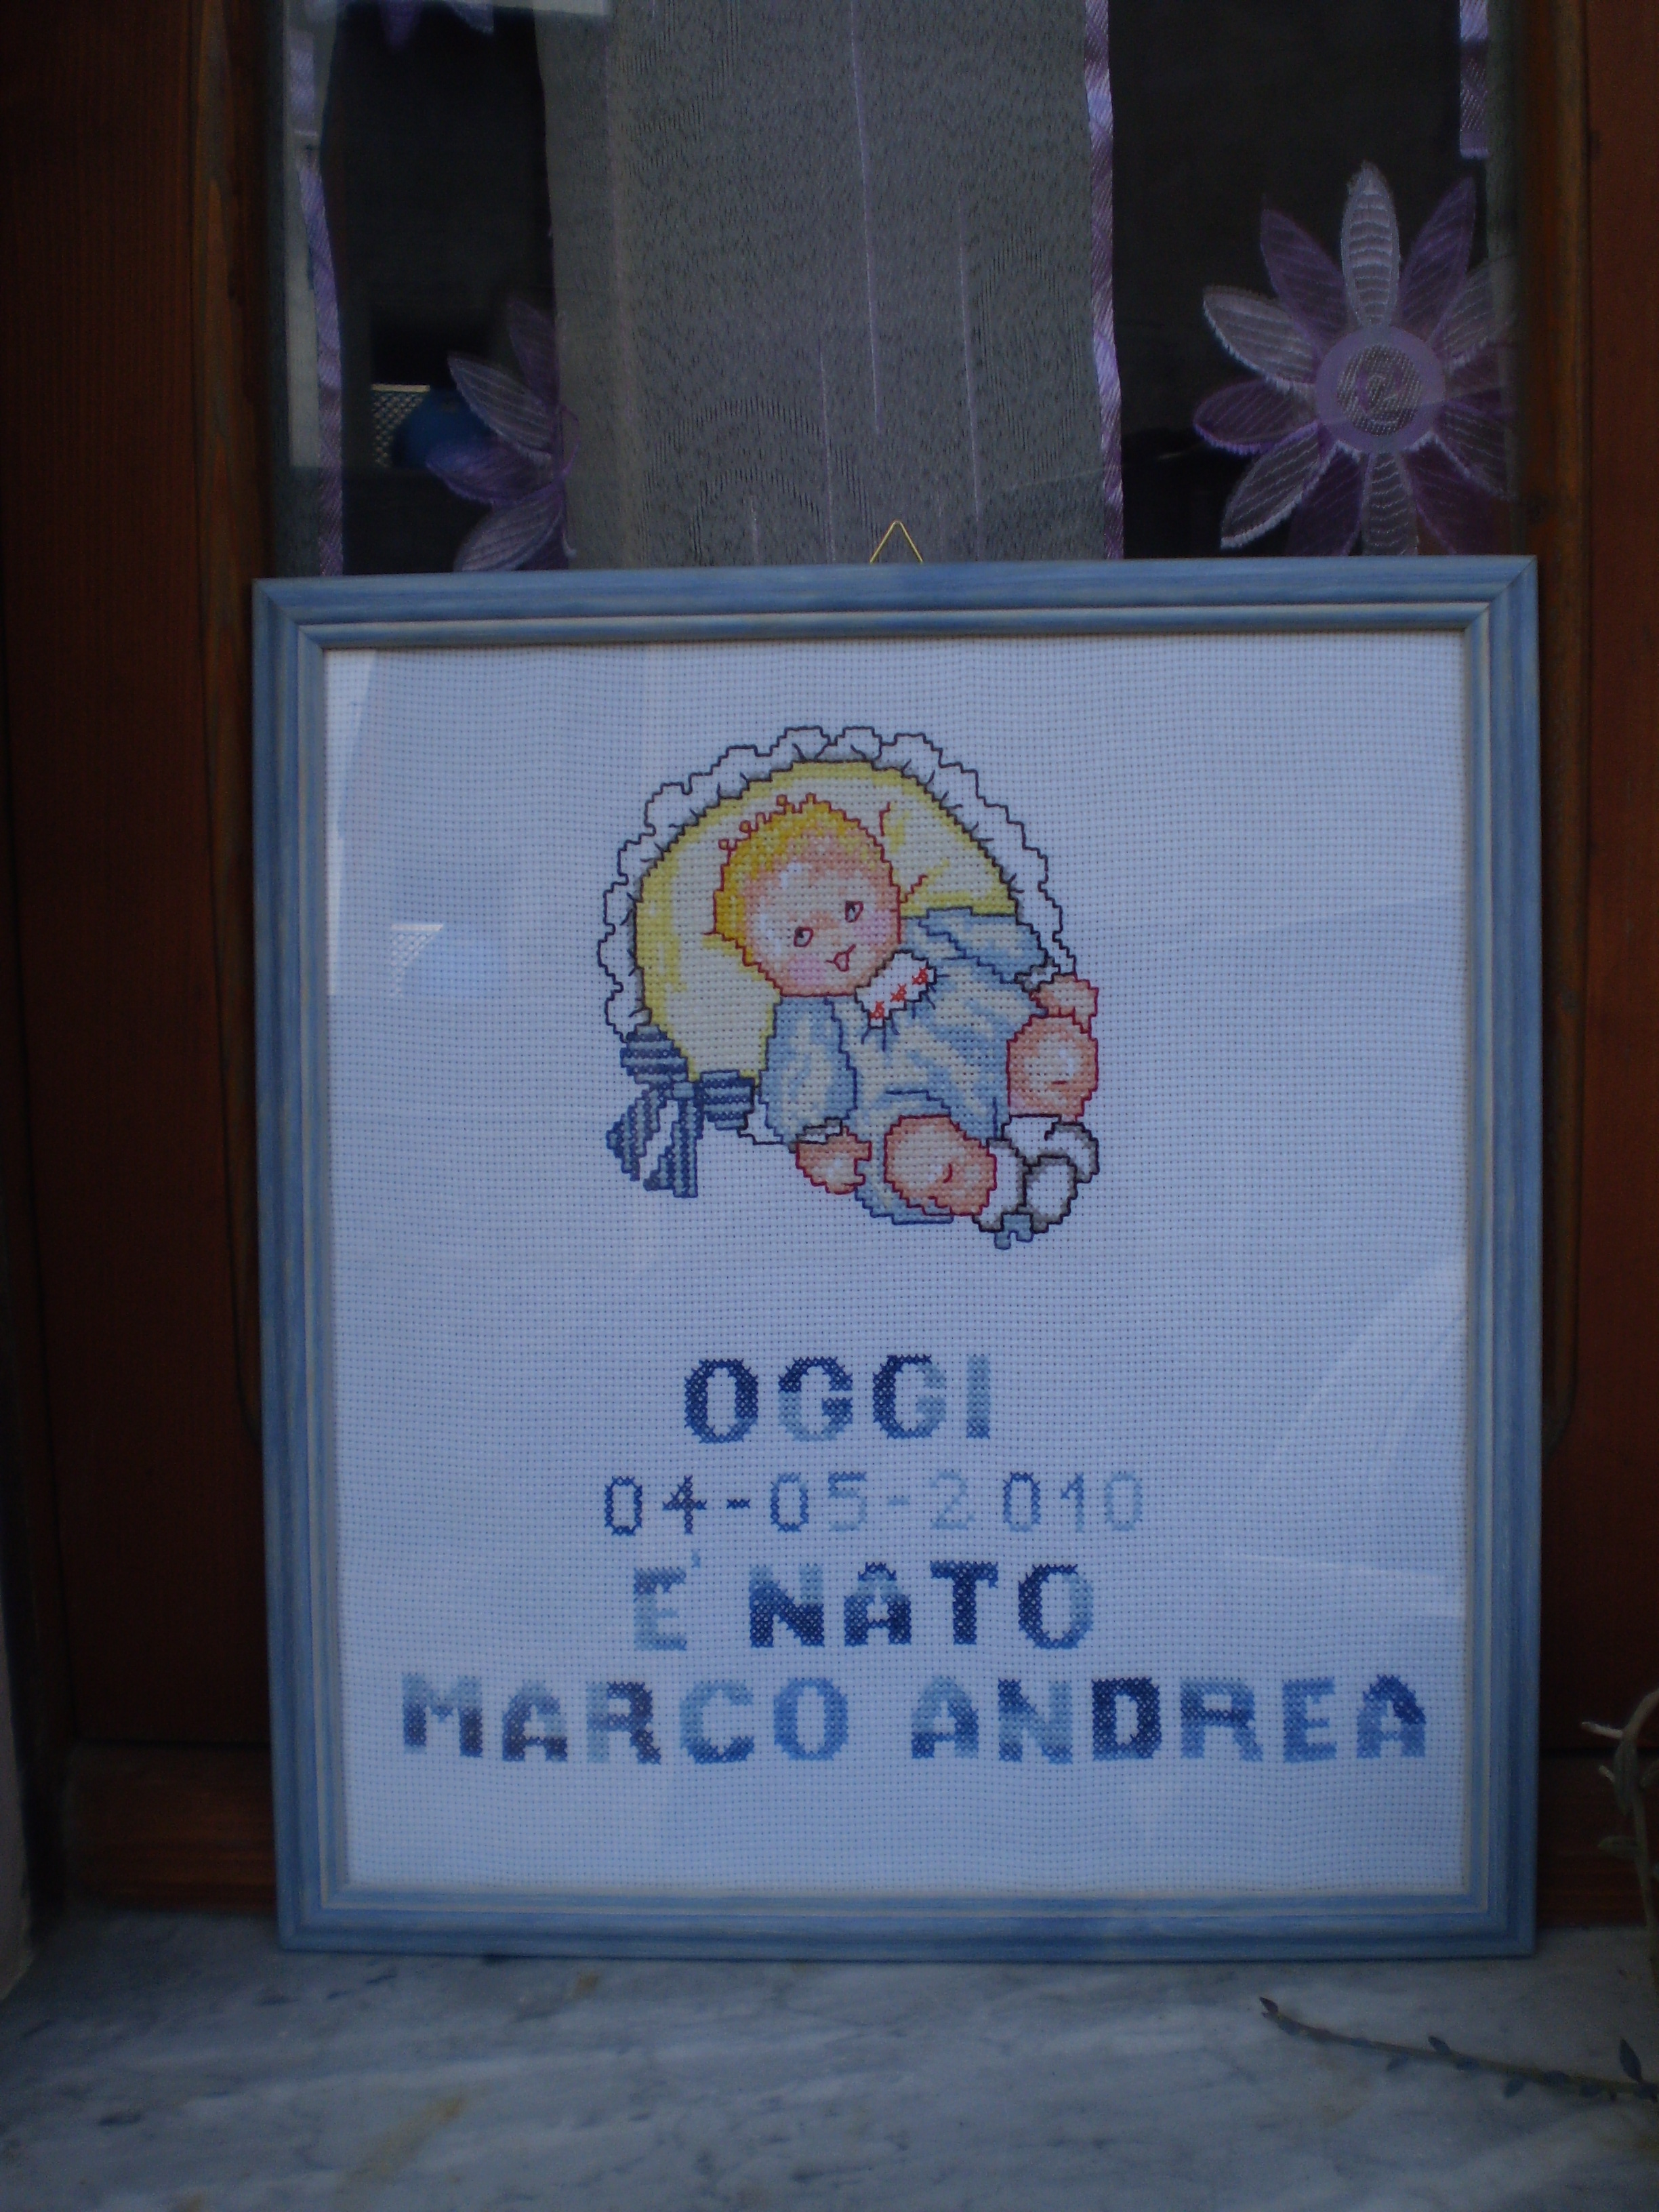 OGGI
04-05-2010
E' NATO
MARCO ANDREA